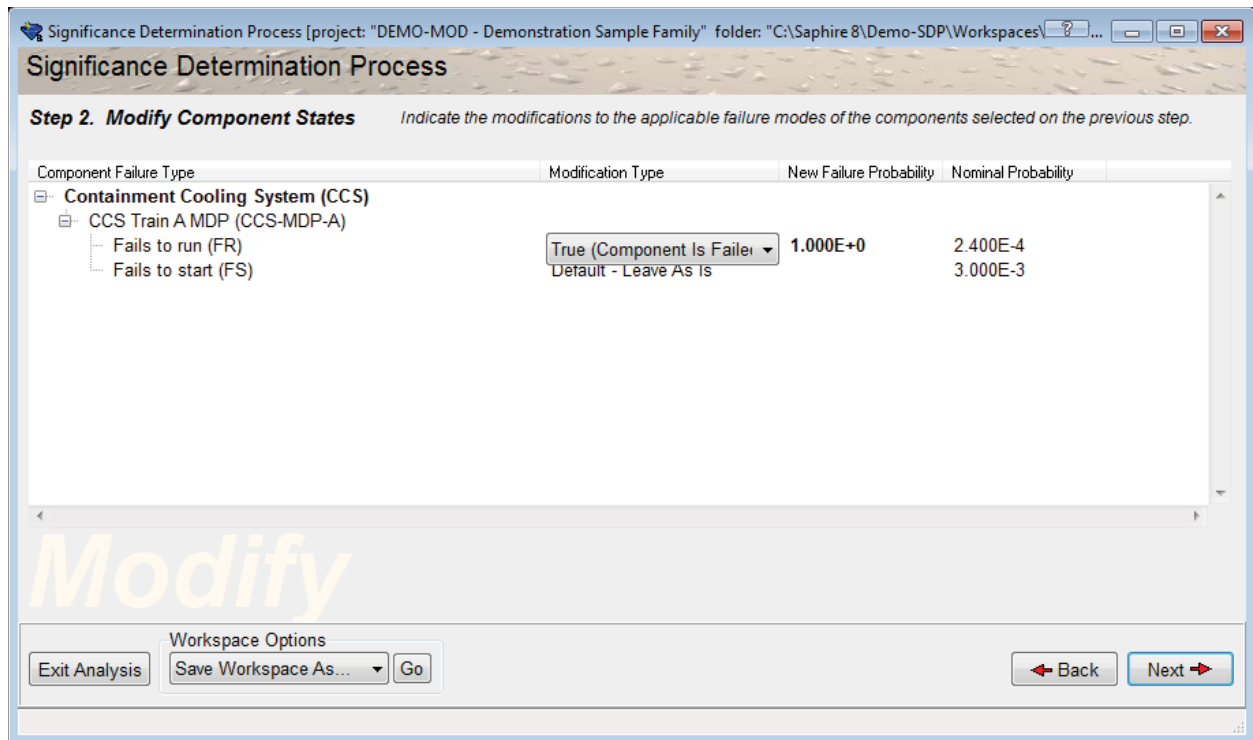 Significance Determination Process [project: "DEMO-MOD - Demonstration Sample Family" folder: "C:\Saphire 8\Demo-SDP\Workspaces\ ? ...
Significance Determination Process
Step 2. Modify Component States Indicate the modifications to the applicable failure modes of the components selected on the previous step.
Component Failure Type Modification Type New Failure Probability Nominal Probability
Containment Cooling System (CCS)
CCS Train A MDP (CCS-MDP-A)
Fails to run (FR) True (Component Is Failed 1.000E+0 2.400E-4
Fails to start (FS) Default - Leave As Is 3.000E-3
Modify
Workspace Options
Exit Analysis Save Workspace As... Go Back Next